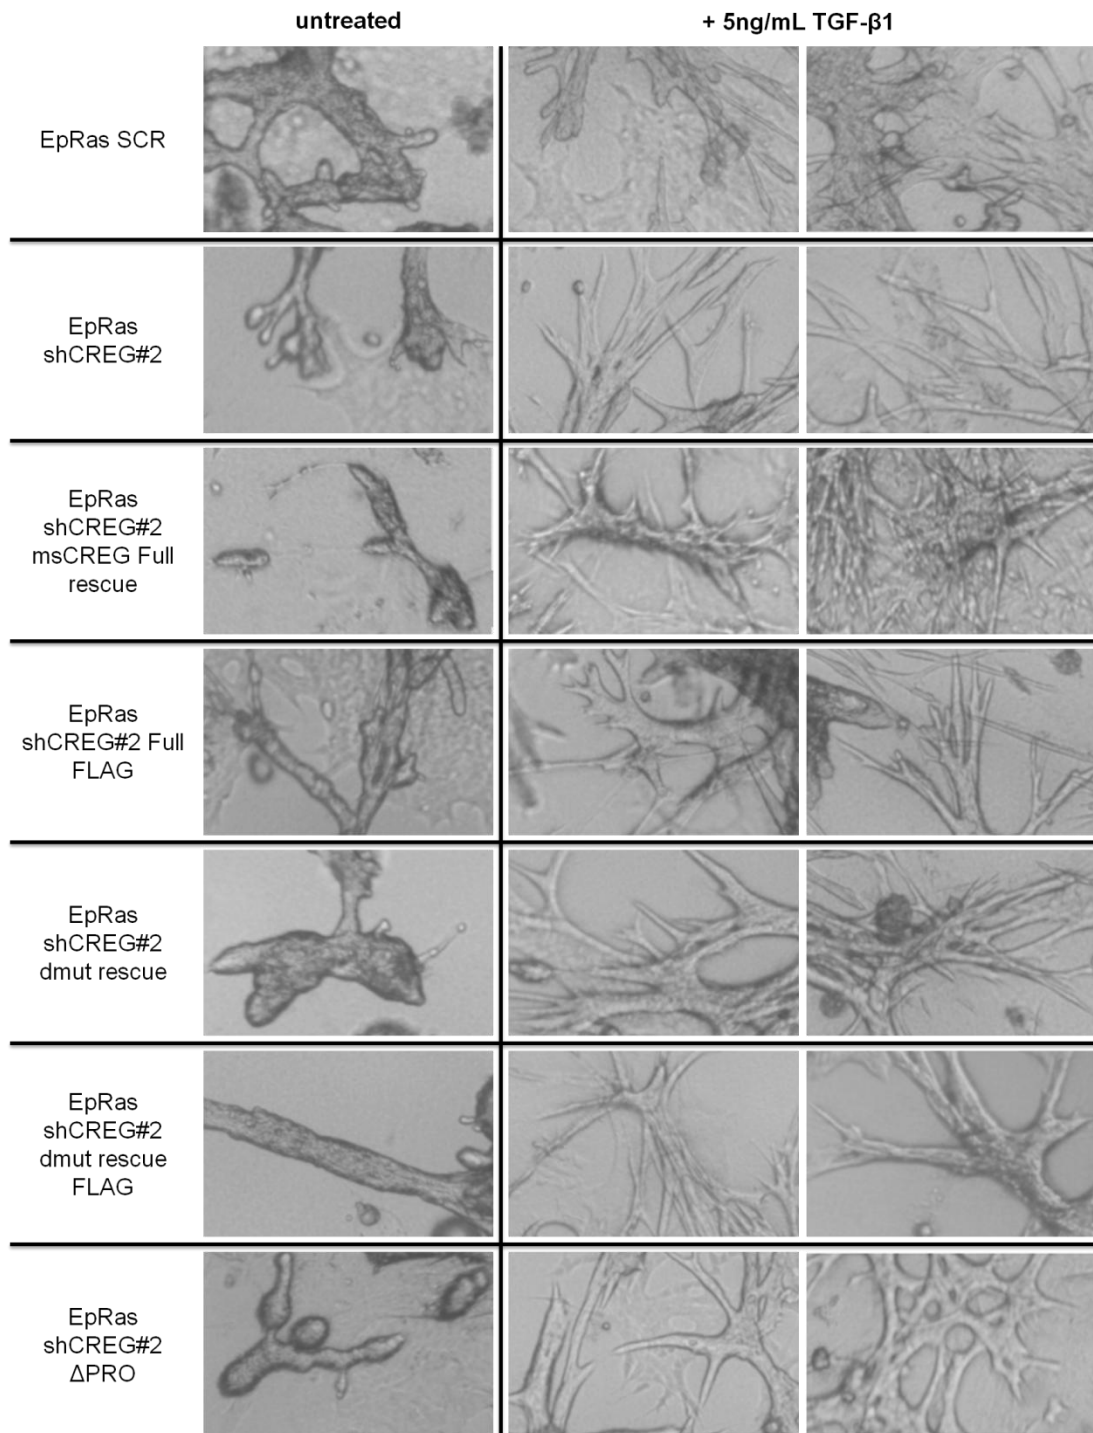 untreated
+ 5ng/mL TGF-β1
EpRas SCR
EpRas
shCREG#2
EpRas
shCREG#2
msCREG Full
rescue
EpRas
shCREG#2 Full
FLAG
EpRas
shCREG#2
dmut rescue
EpRas
shCREG#2
dmut rescue
FLAG
EpRas
shCREG#2
ΔPRO